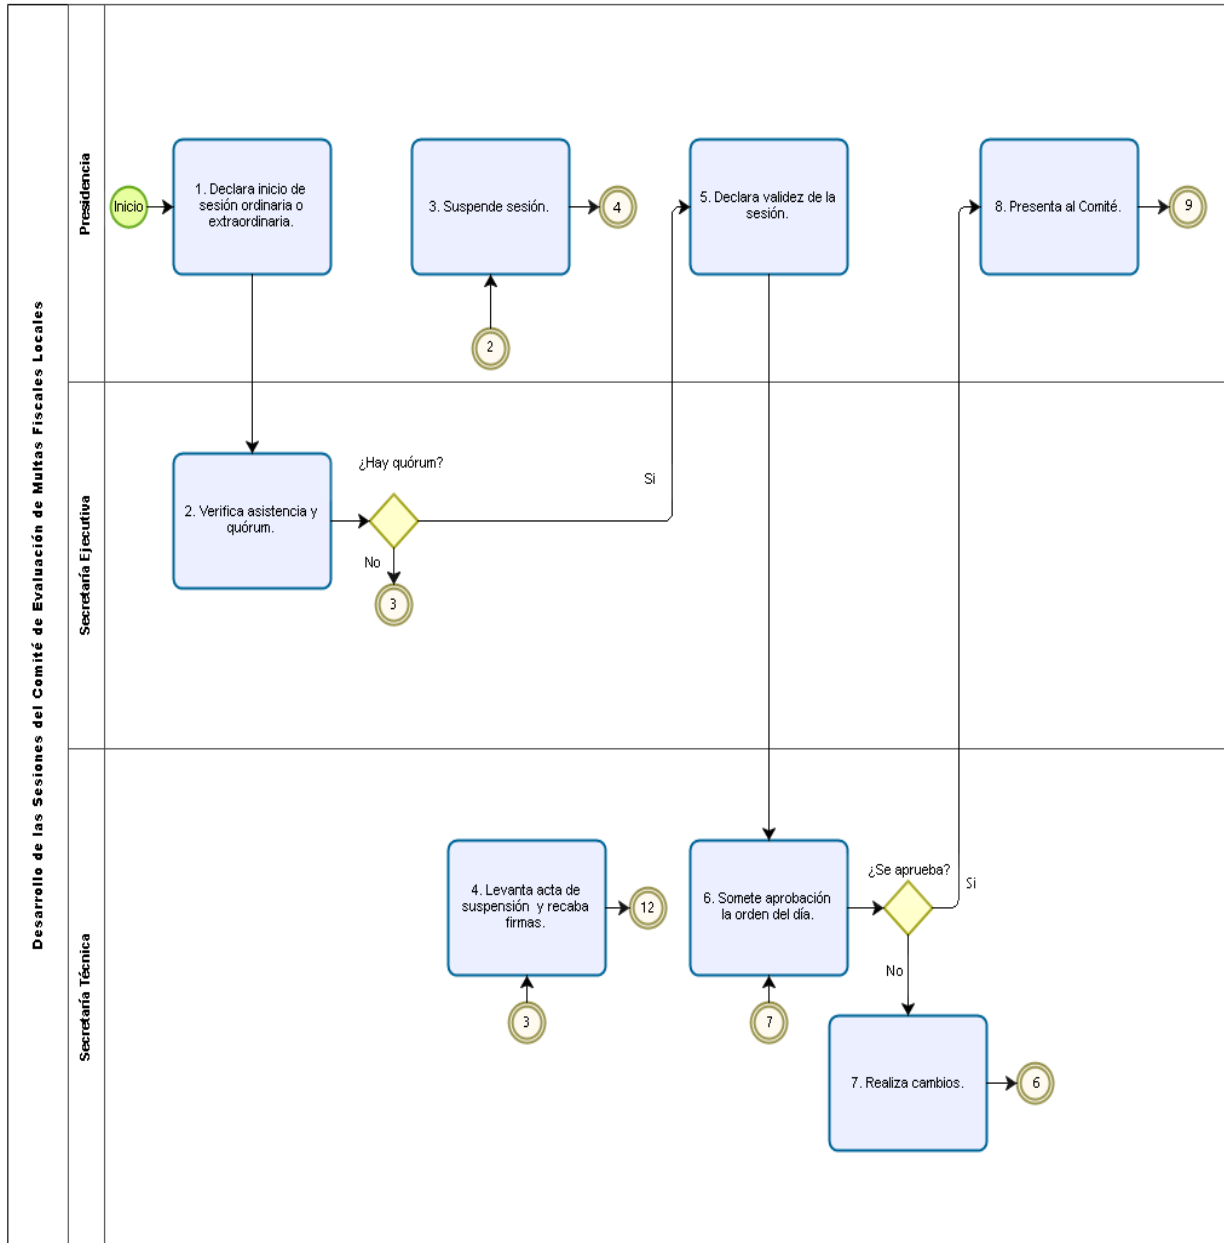 Desarrollo de las Sesiones del Comité de Evaluación de Multas Fiscales Locales
Presidencia
Inicio
1. Declara inicio de
sesión ordinaria o
extraordinaria.
3. Suspende sesión.
4
2
5. Declara validez de la
sesión.
8. Presenta al Comité.
9
Secretaría Ejecutiva
2. Verifica asistencia y
quórum.
¿Hay quórum?
Si
No
3
Secretaría Técnica
4. Levanta acta de
suspensión y recaba
firmas.
12
3
6. Somete aprobación
la orden del día.
7
¿Se aprueba?
Si
No
7. Realiza cambios.
6